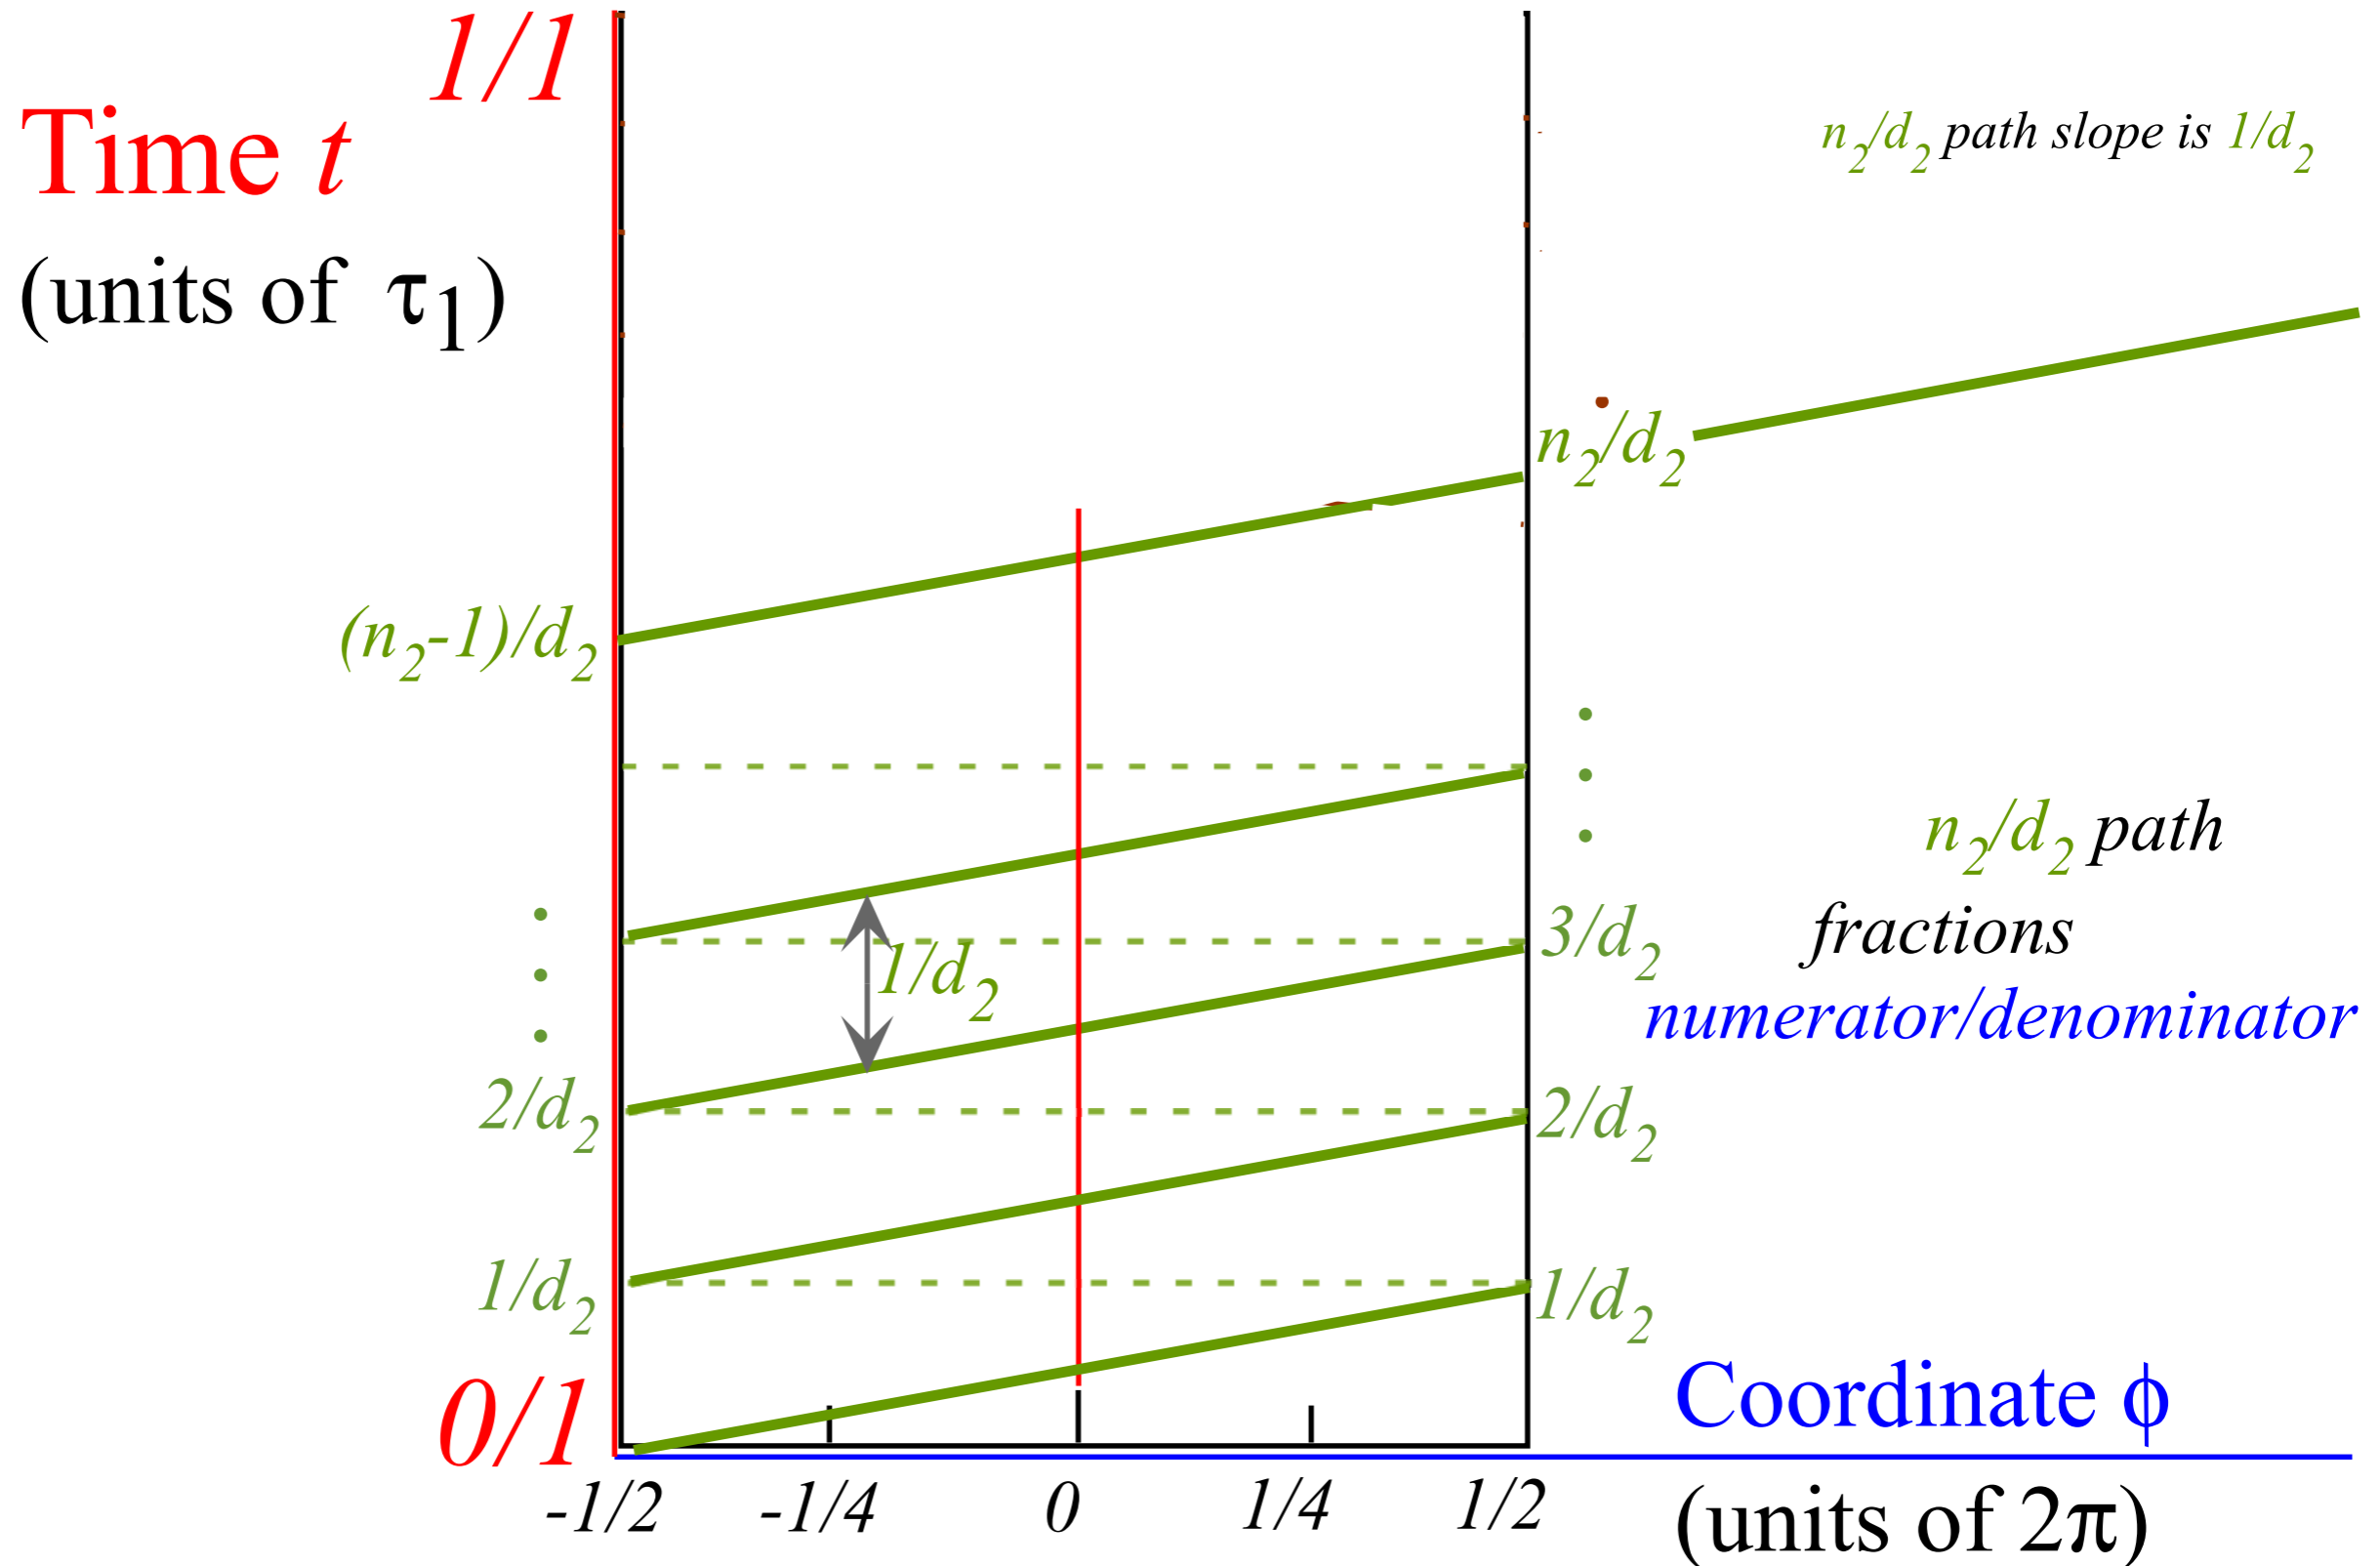 1/1
Time t
(units of τ1)
n2/d2 path slope is 1/d2
n2/d2
(n2-1)/d2
n2/d2 path
fractions
numerator/denominator
3/d2
1/d2
2/d2
2/d2
1/d2
1/d2
0/1
Coordinate ϕ
(units of 2π)
-1/2 -1/4 0 1/4 1/2